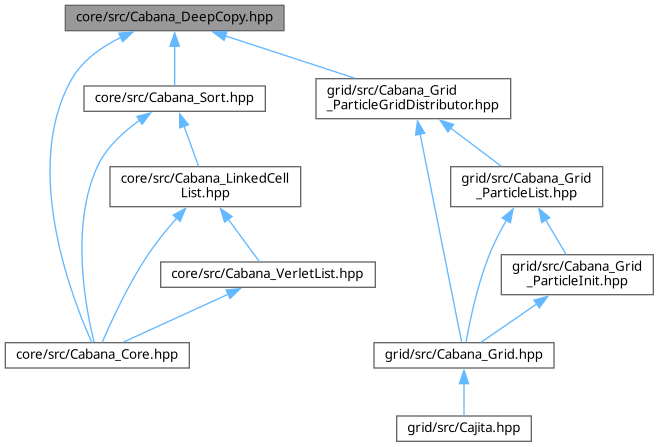 core/src/Cabana_DeepCopy.hpp
core/src/Cabana_Sort.hpp
grid/src/Cabana_Grid
_ParticleGridDistributor.hpp
core/src/Cabana_LinkedCell
List.hpp
grid/src/Cabana_Grid
_ParticleList.hpp
core/src/Cabana_VerletList.hpp
grid/src/Cabana_Grid
_ParticleInit.hpp
core/src/Cabana_Core.hpp
grid/src/Cabana_Grid.hpp
grid/src/Cajita.hpp